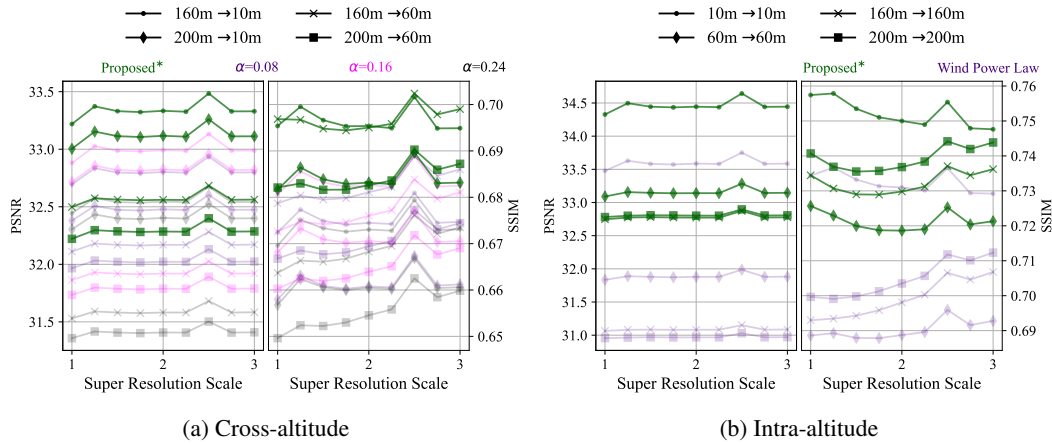 160m →10m
160m →60m
200m →10m
200m →60m
Proposed* α=0.08 α=0.16 α=0.24
33.5
33.0
32.5
32.0
31.5
PSNR
0.70
0.69
0.68
0.67
0.66
0.65
SSIM
1 2 3
1 2 3
Super Resolution Scale
Super Resolution Scale
(a) Cross-altitude
10m →10m
160m →160m
60m →60m
200m →200m
Proposed* Wind Power Law
34.5
34.0
33.5
33.0
32.5
32.0
31.5
31.0
PSNR
0.76
0.75
0.74
0.73
0.72
0.71
0.70
0.69
SSIM
1 2 3
1 2 3
Super Resolution Scale
Super Resolution Scale
(b) Intra-altitude